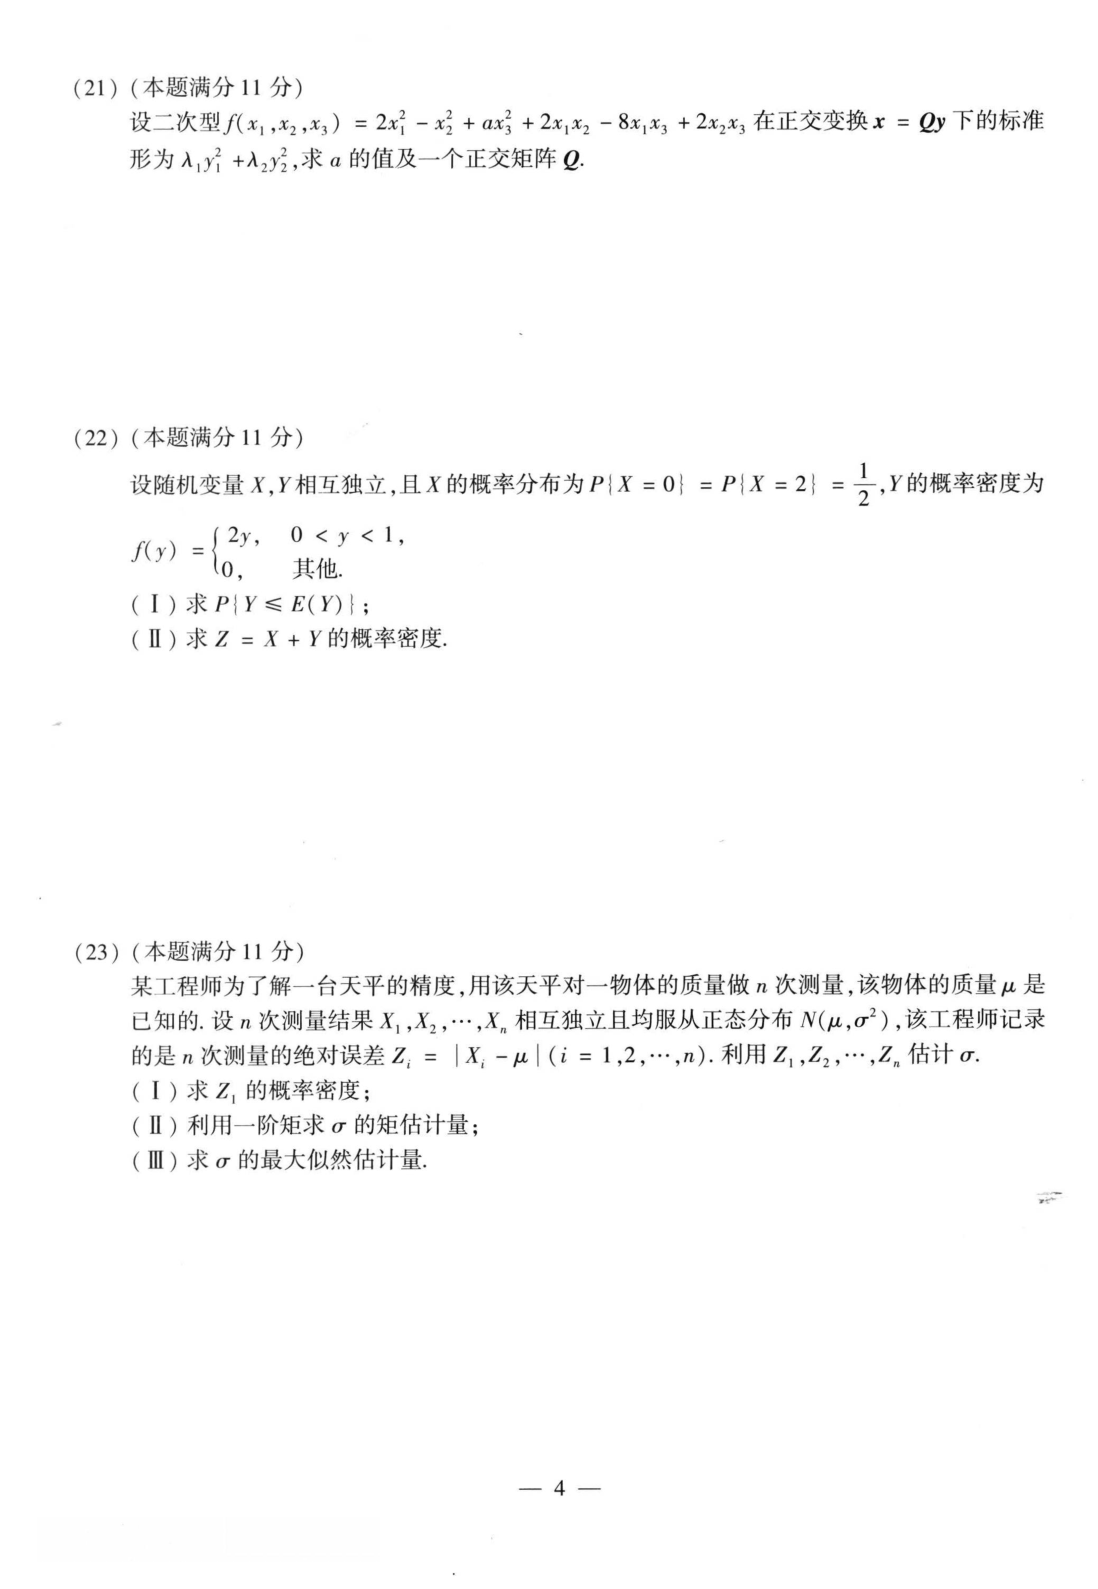 (21) (本题满分 11 分)
设二次型 f(x₁,x₂,x₃) = 2x₁² - x₂² + ax₃² + 2x₁x₂ - 8x₁x₃ + 2x₂x₃ 在正交变换 x = Qy 下的标准
形为 λ₁y₁² + λ₂y₂²,求 a 的值及一个正交矩阵 Q.
(22) (本题满分 11 分)
设随机变量 X,Y 相互独立,且 X 的概率分布为 P{X = 0} = P{X = 2} = 1/2,Y 的概率密度为
f(y) = { 2y, 0 < y < 1,
0, 其他.
(Ⅰ) 求 P{Y ≤ E(Y)};
(Ⅱ) 求 Z = X + Y 的概率密度.
(23) (本题满分 11 分)
某工程师为了解一台天平的精度,用该天平对一物体的质量做 n 次测量,该物体的质量 μ 是
已知的. 设 n 次测量结果 X₁,X₂,…,Xₙ 相互独立且均服从正态分布 N(μ,σ²),该工程师记录
的是 n 次测量的绝对误差 Zᵢ = |Xᵢ - μ|(i = 1,2,…,n). 利用 Z₁,Z₂,…,Zₙ 估计 σ.
(Ⅰ) 求 Z₁ 的概率密度;
(Ⅱ) 利用一阶矩求 σ 的矩估计量;
(Ⅲ) 求 σ 的最大似然估计量.
— 4 —